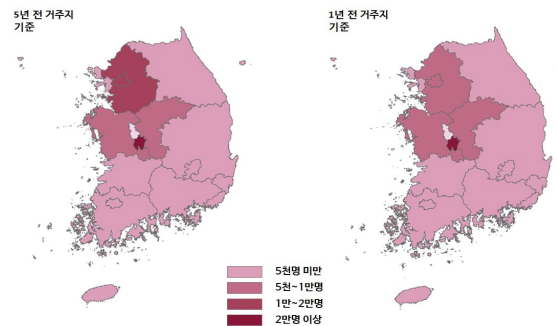 5년 전 거주지
기준
1년 전 거주지
기준
5천명 미만
5천~1만명
1만~2만명
2만명 이상